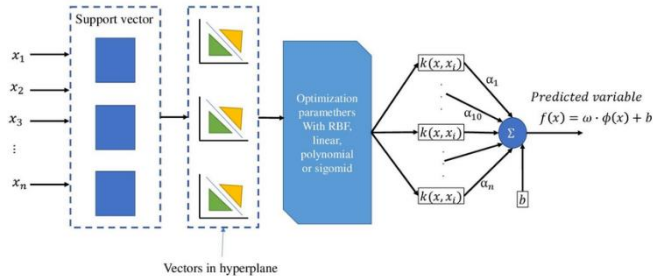 Support vector
x₁
x₂
x₃
⋮
xₙ
Vectors in hyperplane
Optimization
paramethers
With RBF,
linear,
polynomial
or sigomid
k(x, xᵢ)
k(x, xᵢ)
k(x, xᵢ)
α₁
α₁₀
αₙ
Σ
b
Predicted variable
f(x) = ω · ϕ(x) + b